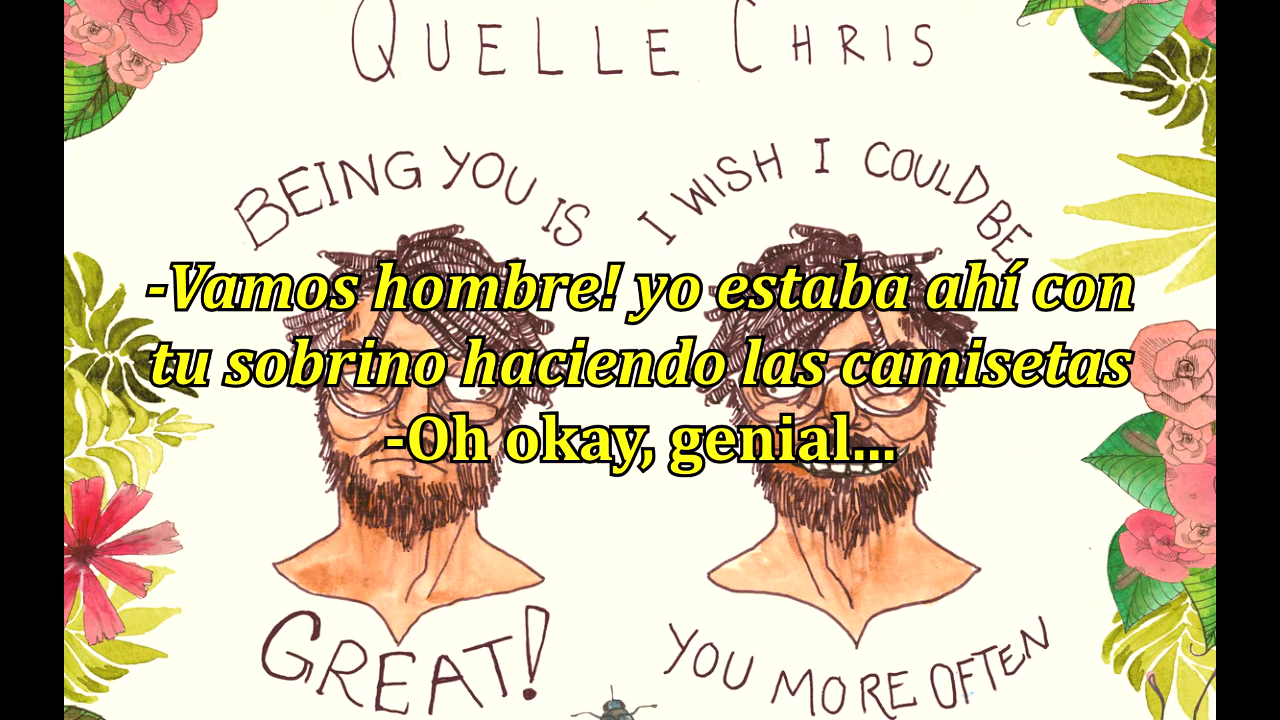 QUELLE CHRIS
BEING YOU IS
I WISH I COULD BE
-Vamos hombre! yo estaba ahí con
tu sobrino haciendo las camisetas
-Oh okay, genial...
GREAT!
YOU MORE OFTEN